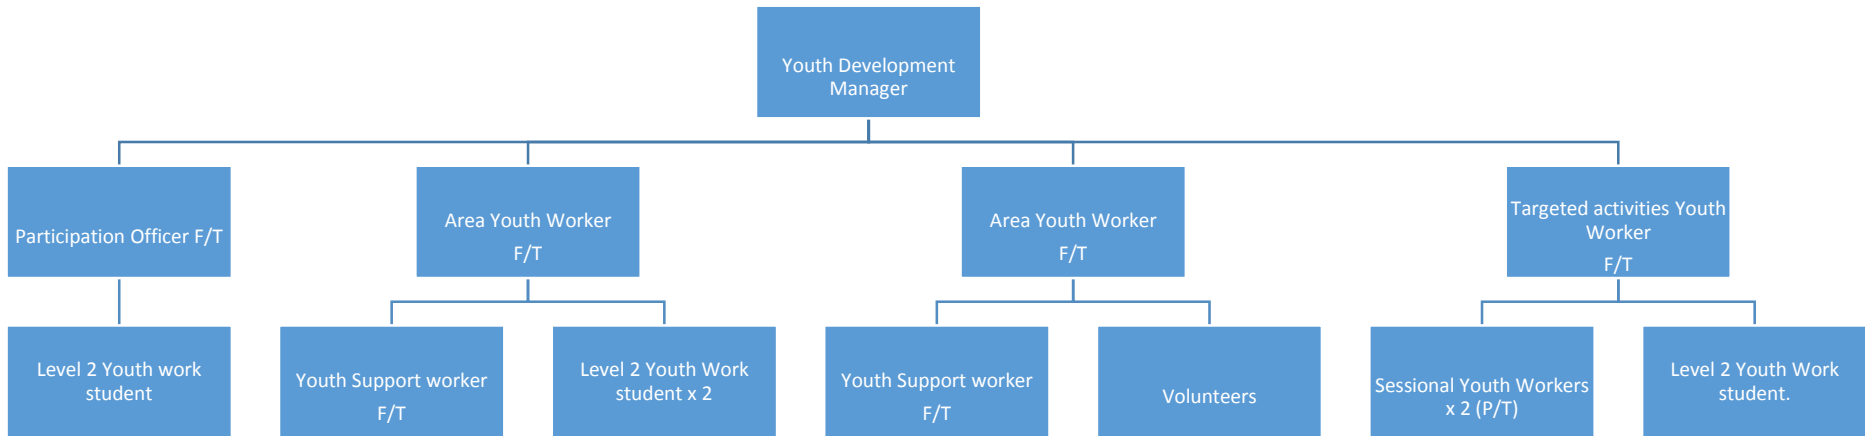 Youth Development
Manager
Participation Officer F/T
Area Youth Worker
F/T
Area Youth Worker
F/T
Targeted activities Youth
Worker
F/T
Level 2 Youth work
student
Youth Support worker
F/T
Level 2 Youth Work
student x 2
Youth Support worker
F/T
Volunteers
Sessional Youth Workers
x 2 (P/T)
Level 2 Youth Work
student.